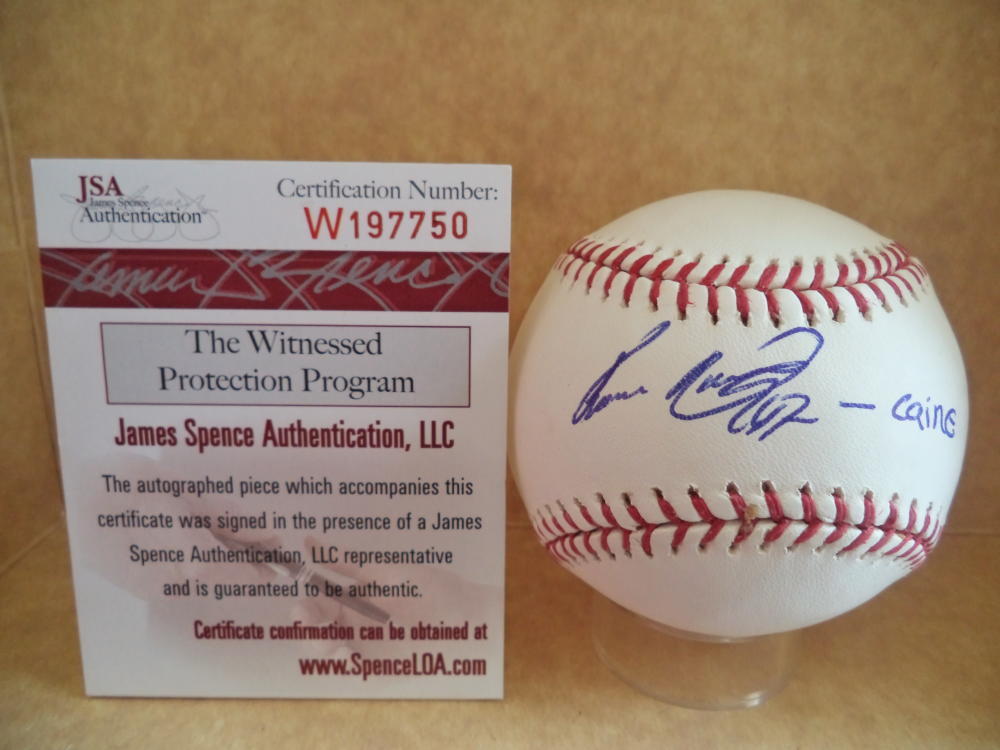 JSA
James Spence
Authentication
Certification Number:
W197750
The Witnessed
Protection Program
James Spence Authentication, LLC
The autographed piece which accompanies this
certificate was signed in the presence of a James
Spence Authentication, LLC representative
and is guaranteed to be authentic.
Certificate confirmation can be obtained at
www.SpenceLOA.com